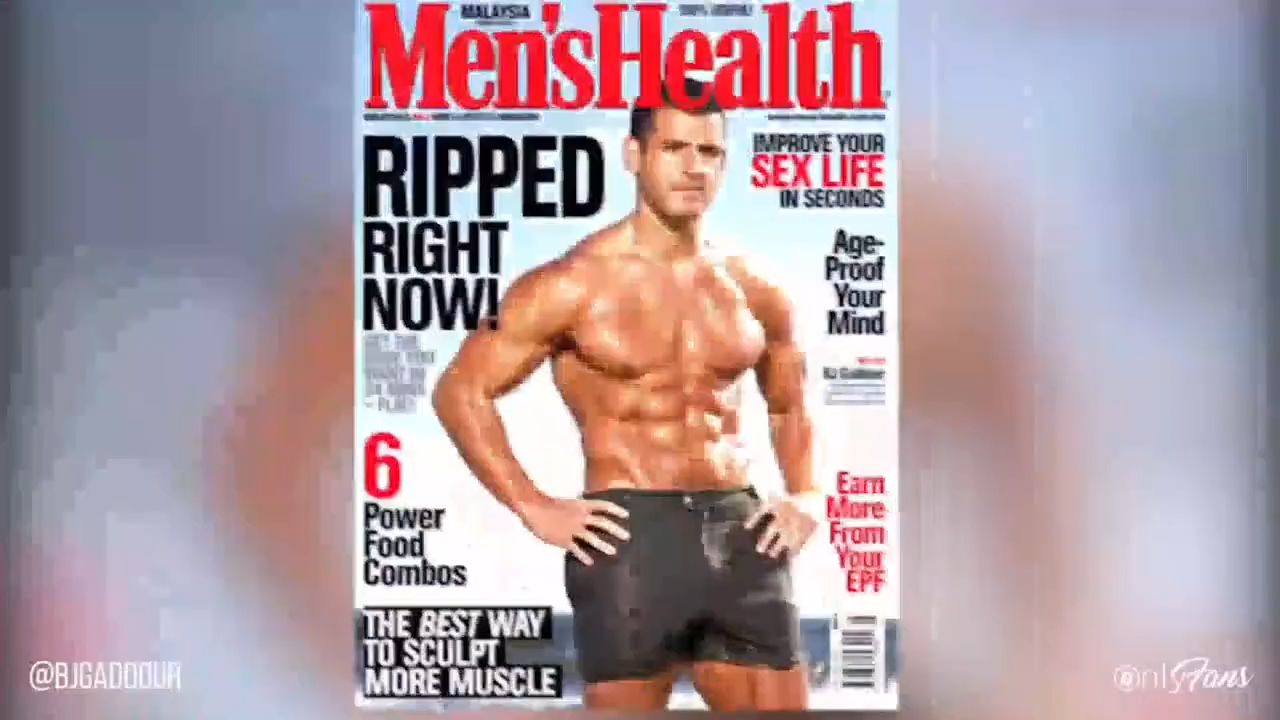 MALAYSIA
Men'sHealth
RIPPED
RIGHT
NOW!
IMPROVE YOUR
SEX LIFE
IN SECONDS
Age-
Proof
Your
Mind
6
Power
Food
Combos
Earn
More
From
Your
EPF
THE BEST WAY
TO SCULPT
MORE MUSCLE
@BJGADDOUR
OnlyFans